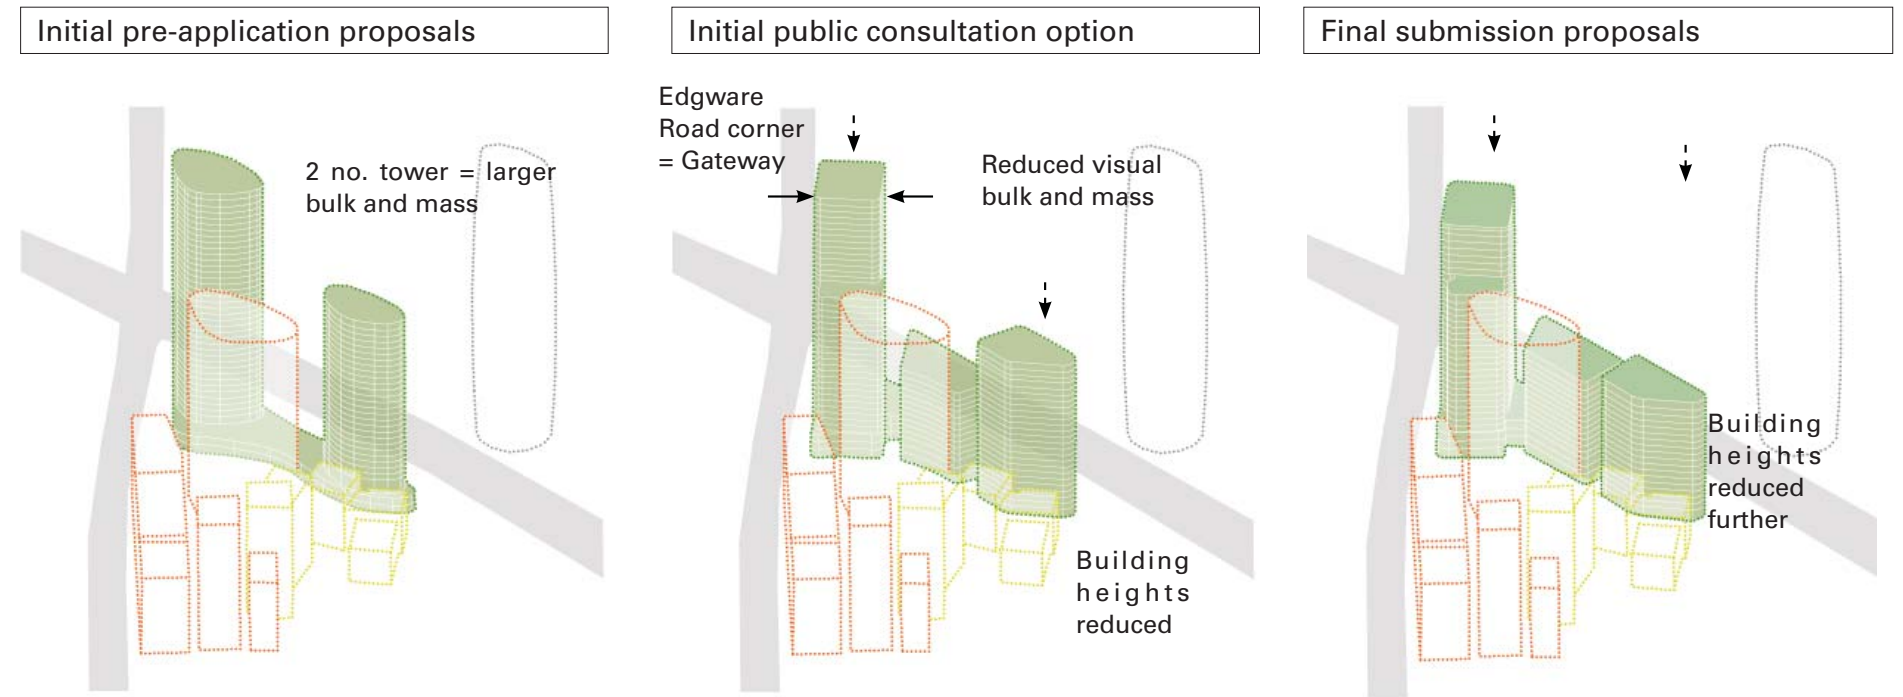 Initial pre-application proposals
2 no. tower = larger
bulk and mass
Initial public consultation option
Edgware
Road corner
= Gateway
Reduced visual
bulk and mass
Building
heights
reduced
Final submission proposals
Building
heights
reduced
further